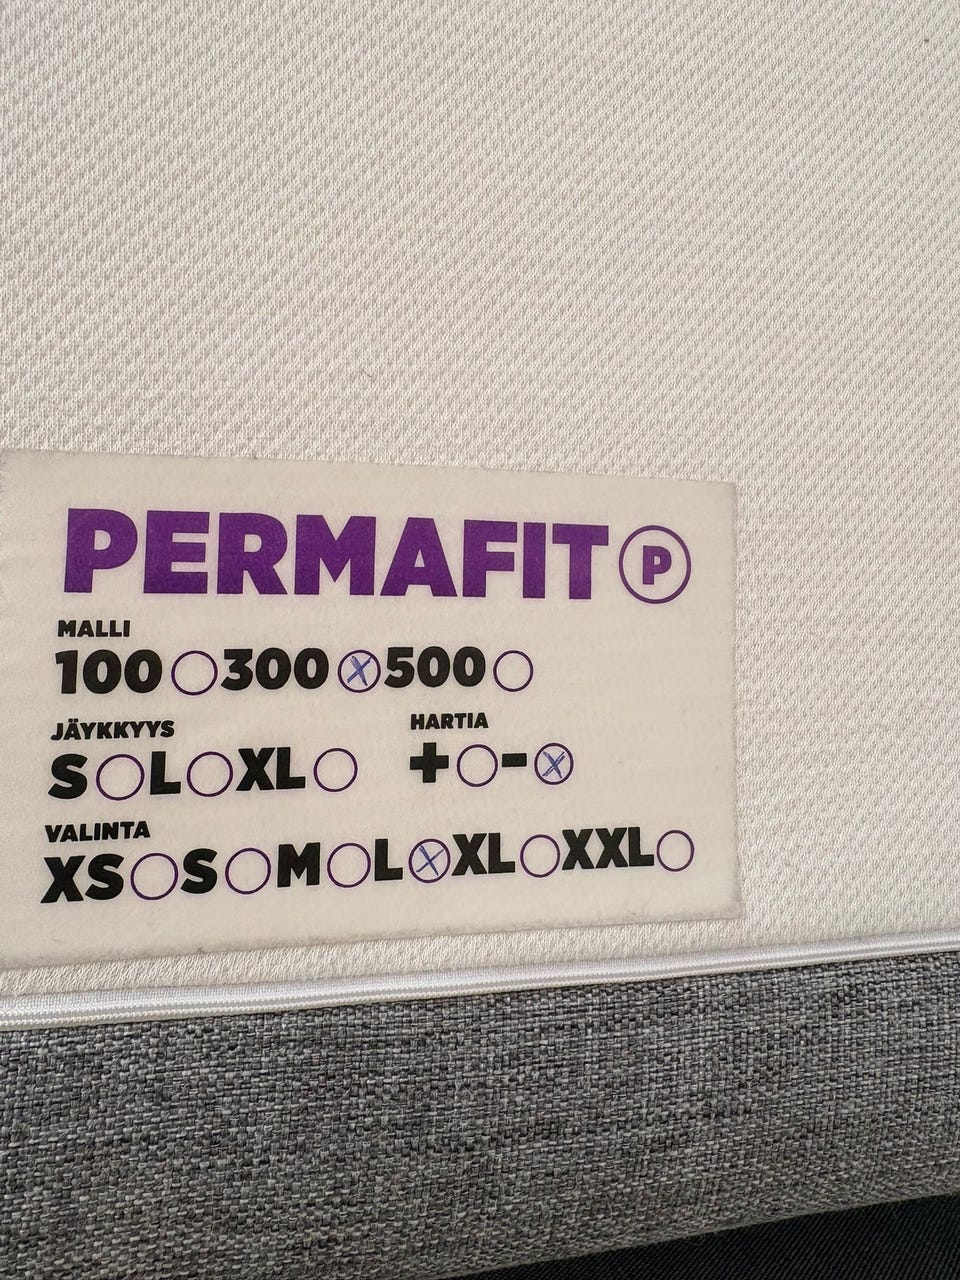 PERMAFIT P
MALLI
100 300 X 500
JÄYKKYYS HARTIA
S L XL + - X
VALINTA
XS S M L X XL XXL